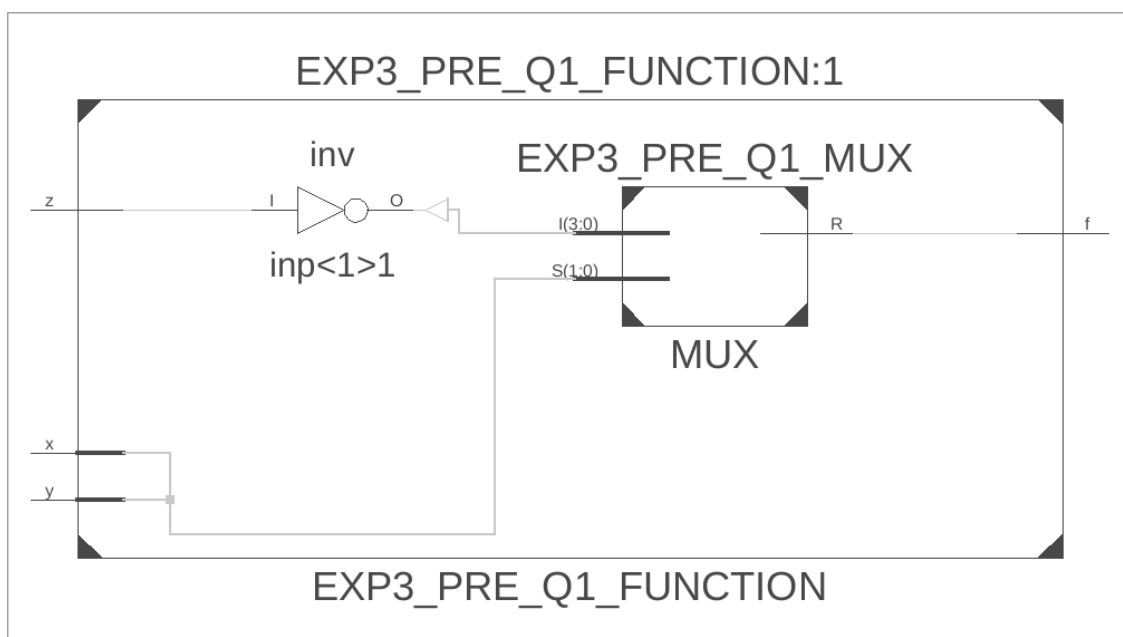 EXP3_PRE_Q1_FUNCTION:1
inv
EXP3_PRE_Q1_MUX
z
I
O
I(3:0)
R
f
inp<1>1
S(1:0)
MUX
x
y
EXP3_PRE_Q1_FUNCTION